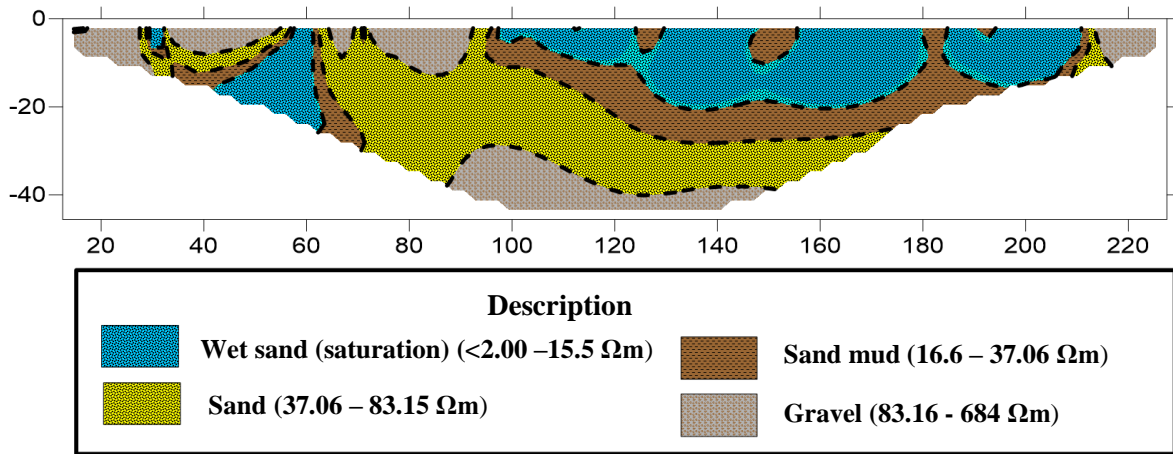 0
-20
-40
20 40 60 80 100 120 140 160 180 200 220
Description
Wet sand (saturation) (<2.00 –15.5 Ωm)
Sand mud (16.6 – 37.06 Ωm)
Sand (37.06 – 83.15 Ωm)
Gravel (83.16 - 684 Ωm)